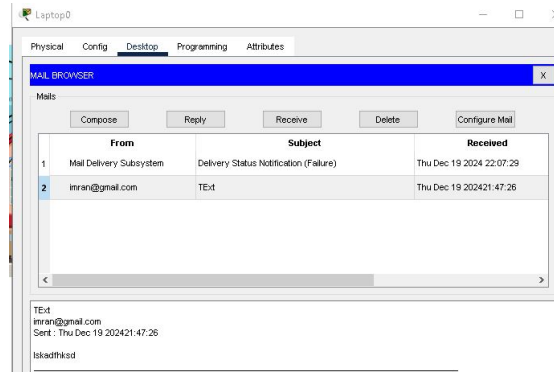 Laptop0
Physical Config Desktop Programming Attributes
MAIL BROWSER X
Mails
Compose Reply Receive Delete Configure Mail
From Subject Received
1 Mail Delivery Subsystem Delivery Status Notification (Failure) Thu Dec 19 2024 22:07:29
2 imran@gmail.com TExt Thu Dec 19 202421:47:26
TExt
imran@gmail.com
Sent : Thu Dec 19 202421:47:26
lskadfhksd